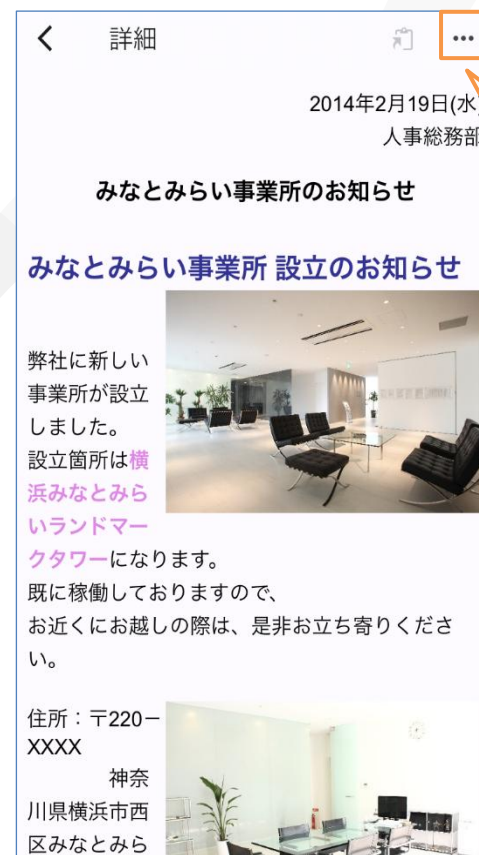 詳細
2014年2月19日(水)
人事総務部
みなとみらい事業所のお知らせ
みなとみらい事業所 設立のお知らせ
弊社に新しい
事業所が設立
しました。
設立箇所は横
浜みなとみら
いランドマー
クタワーになります。
既に稼働しておりますので、
お近くにお越しの際は、是非お立ち寄りくださ
い。
住所：〒220－
XXXX
神奈
川県横浜市西
区みなとみら